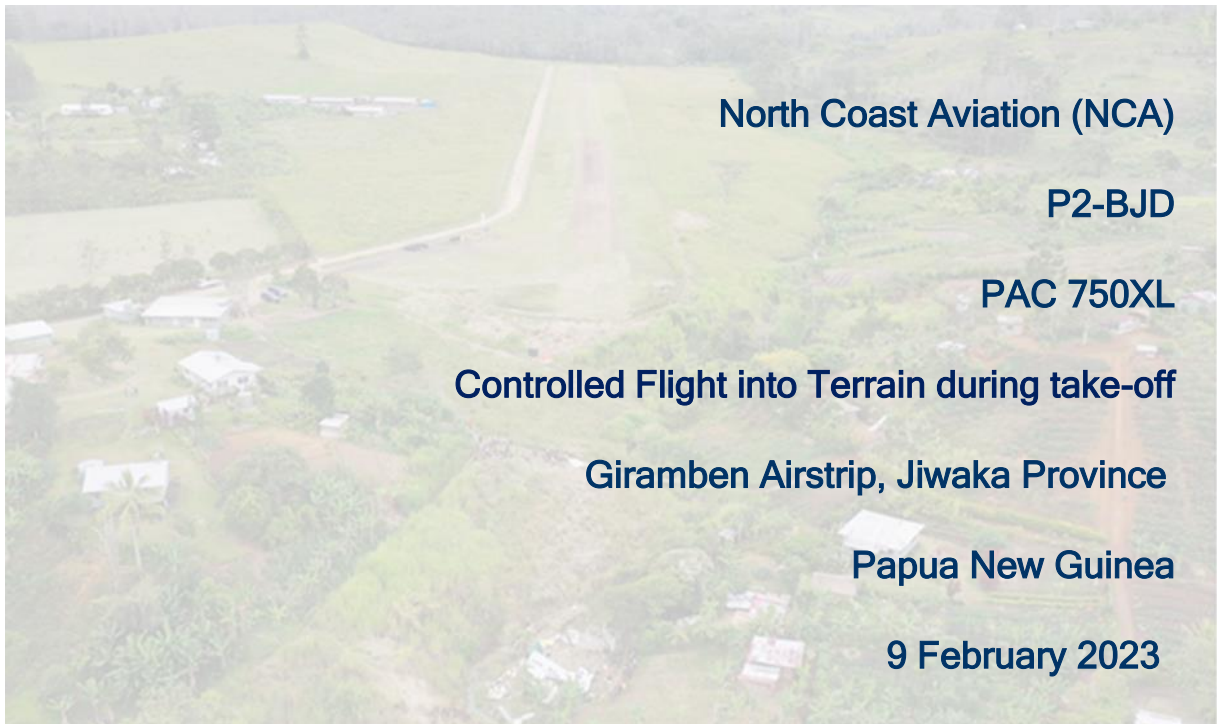 North Coast Aviation (NCA)
P2-BJD
PAC 750XL
Controlled Flight into Terrain during take-off
Giramben Airstrip, Jiwaka Province
Papua New Guinea
9 February 2023